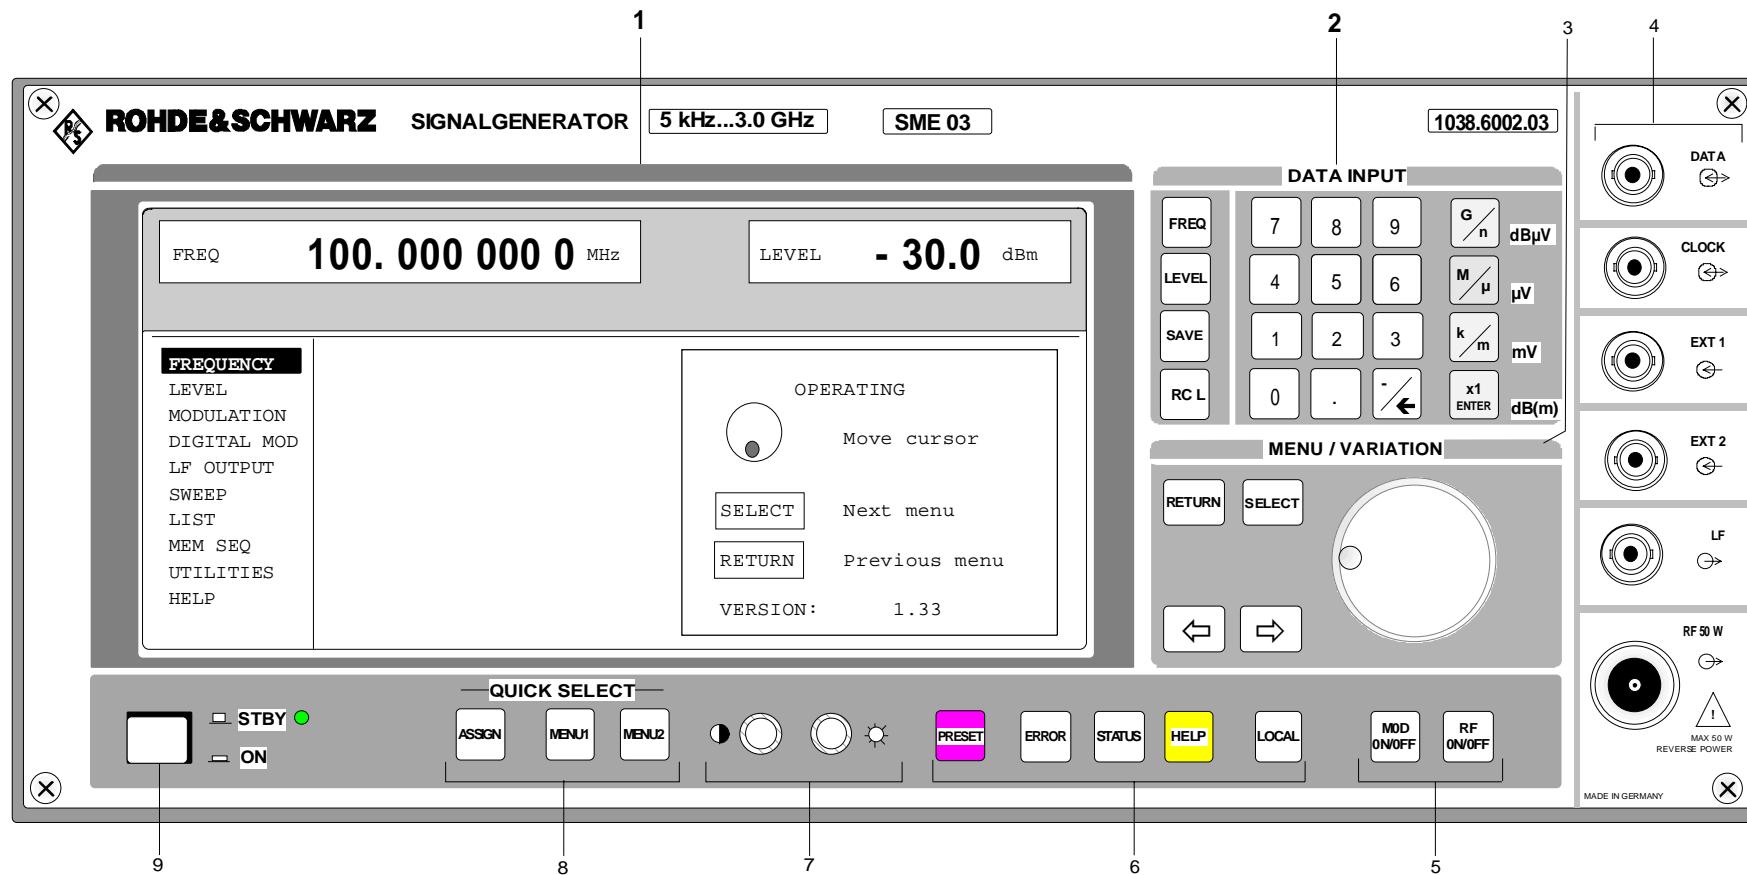 1
2
3
4
R S
ROHDE&SCHWARZ SIGNALGENERATOR 5 kHz...3.0 GHz SME 03 1038.6002.03
FREQ 100. 000 000 0 MHz LEVEL - 30.0 dBm
FREQUENCY
LEVEL
MODULATION
DIGITAL MOD
LF OUTPUT
SWEEP
LIST
MEM SEQ
UTILITIES
HELP
OPERATING
Move cursor
SELECT Next menu
RETURN Previous menu
VERSION: 1.33
DATA INPUT
FREQ 7 8 9 G/n dBµV
LEVEL 4 5 6 M/µ µV
SAVE 1 2 3 k/m mV
RC L 0 . -/← x1 ENTER dB(m)
MENU / VARIATION
RETURN SELECT
DATA
CLOCK
EXT 1
EXT 2
LF
RF 50 W
!
MAX 50 W
REVERSE POWER
MADE IN GERMANY
STBY
ON
QUICK SELECT
ASSIGN MENU1 MENU2
PRESET ERROR STATUS HELP LOCAL
MOD
0N/0FF
RF
0N/0FF
9
8
7
6
5